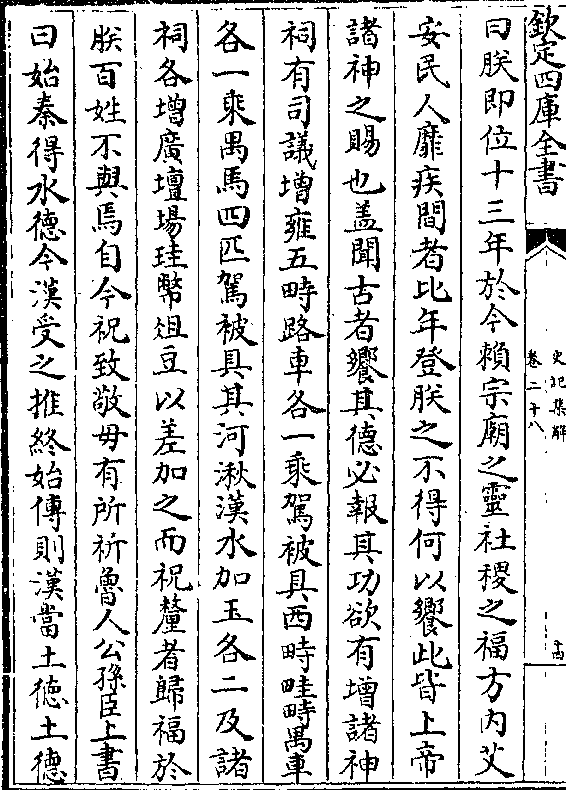 欽定四庫全書
史記集解
卷二十八
十四
曰朕即位十三年於今賴宗廟之靈社稷之福方内艾
安民人靡疾間者比年登朕之不得何以饗此皆上帝
諸神之賜也盖聞古者饗其德必報其功欲有增諸神
祠有司議增雍五畤路車各一乘駕被具西畤畦畤禺車
各一乘禺馬四匹駕被具其河湫漢水加玉各二及諸
祠各增廣壇場珪幣俎豆以差加之而祝釐者歸福於
朕百姓不與焉自今祝致敬毋有所祈魯人公孫臣上書
曰始秦得水德今漢受之推終始傳則漢當土德土德